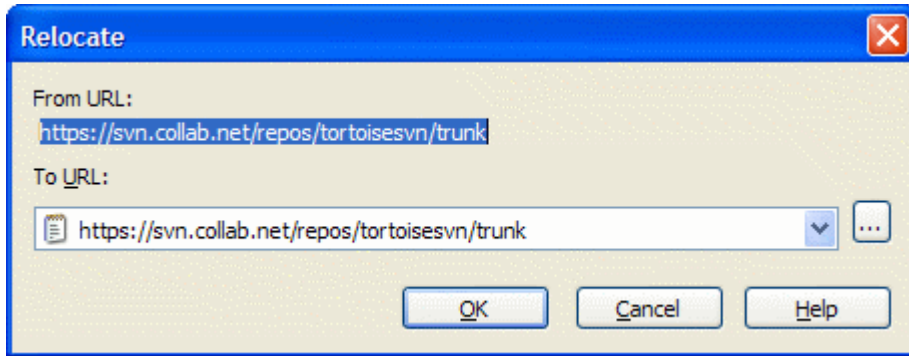 Relocate
From URL:
https://svn.collab.net/repos/tortoisesvn/trunk
To URL:
https://svn.collab.net/repos/tortoisesvn/trunk
...
OK Cancel Help